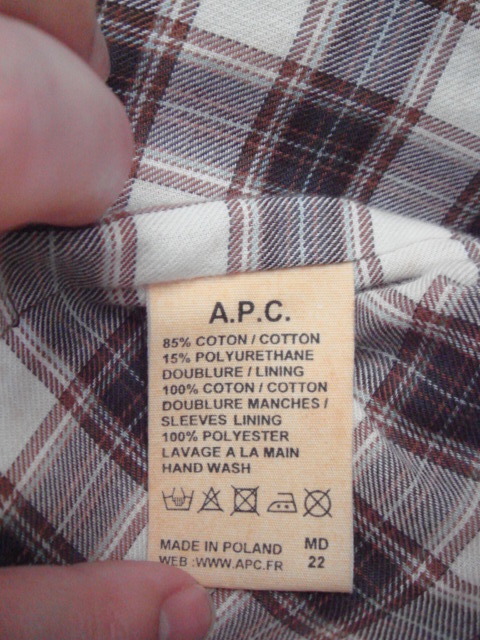 A.P.C.
85% COTON / COTTON
15% POLYURETHANE
DOUBLURE / LINING
100% COTON / COTTON
DOUBLURE MANCHES /
SLEEVES LINING
100% POLYESTER
LAVAGE A LA MAIN
HAND WASH
MADE IN POLAND MD
WEB :WWW.APC.FR 22